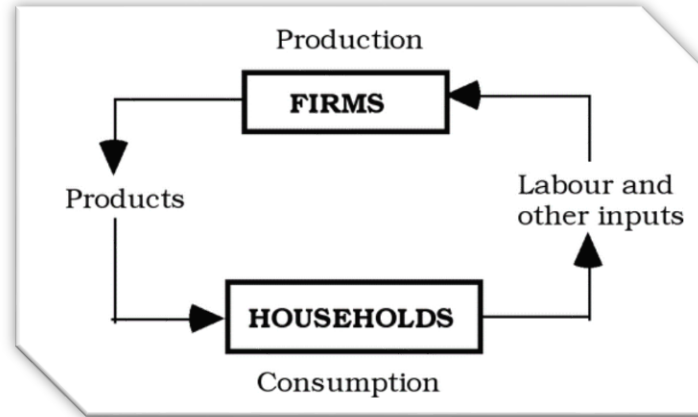 Production
FIRMS
Products
Labour and
other inputs
HOUSEHOLDS
Consumption